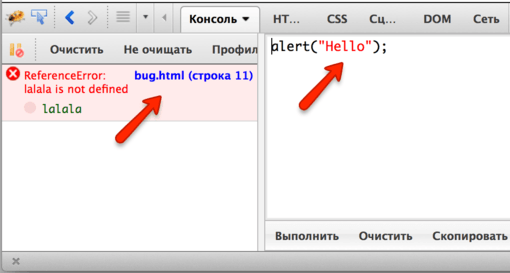 Консоль HT... CSS Сц... DOM Сеть
Очистить Не очищать Профил
ReferenceError: bug.html (строка 11)
lalala is not defined
lalala
alert("Hello");
Выполнить Очистить Скопировать